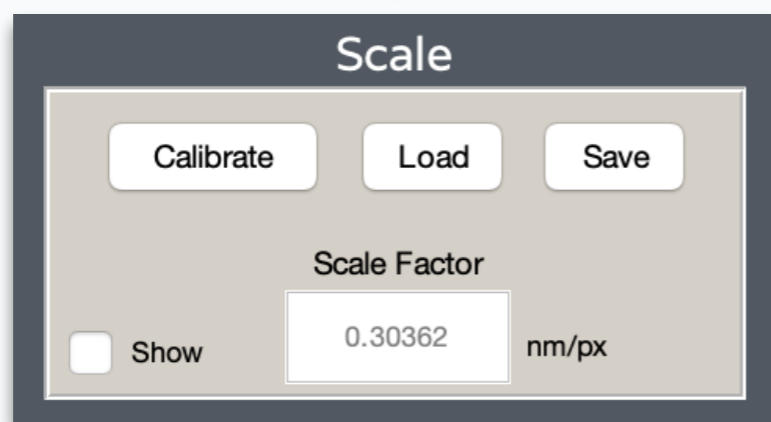 Scale
Calibrate Load Save
Scale Factor
0.30362
Show nm/px